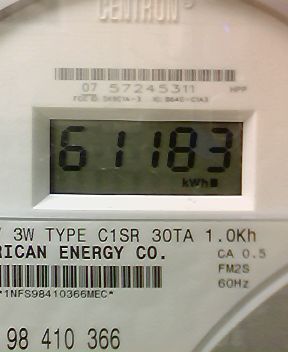 CENTRON
07 57245311 HPP
61183
kWh
3W TYPE C1SR 30TA 1.0Kh
RICAN ENERGY CO. CA 0.5
FM2S
*1NFS98410366MEC* 60Hz
98 410 366